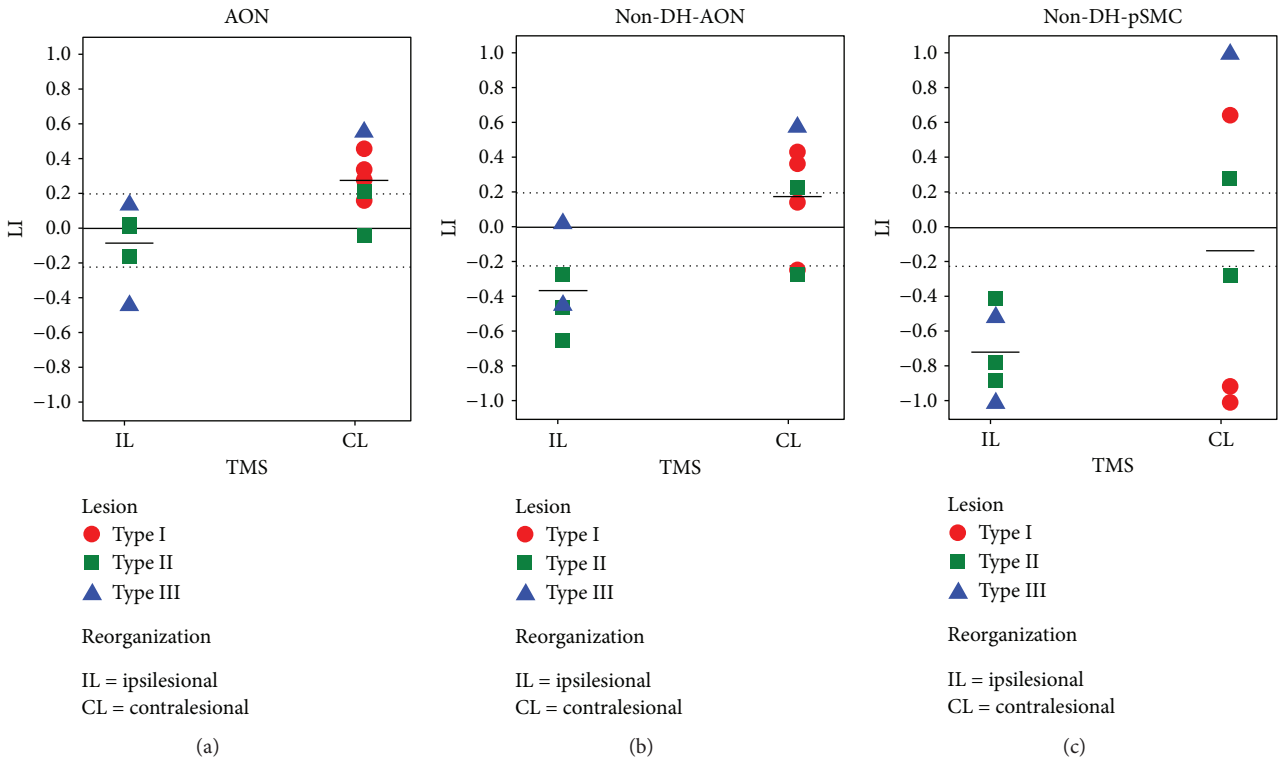 AON
1.0
0.8
0.6
0.4
0.2
0.0
−0.2
−0.4
−0.6
−0.8
−1.0
LI
IL
CL
TMS
Lesion
Type I
Type II
Type III
Reorganization
IL = ipsilesional
CL = contralesional
(a)
Non-DH-AON
1.0
0.8
0.6
0.4
0.2
0.0
−0.2
−0.4
−0.6
−0.8
−1.0
LI
IL
CL
TMS
Lesion
Type I
Type II
Type III
Reorganization
IL = ipsilesional
CL = contralesional
(b)
Non-DH-pSMC
1.0
0.8
0.6
0.4
0.2
0.0
−0.2
−0.4
−0.6
−0.8
−1.0
LI
IL
CL
TMS
Lesion
Type I
Type II
Type III
Reorganization
IL = ipsilesional
CL = contralesional
(c)